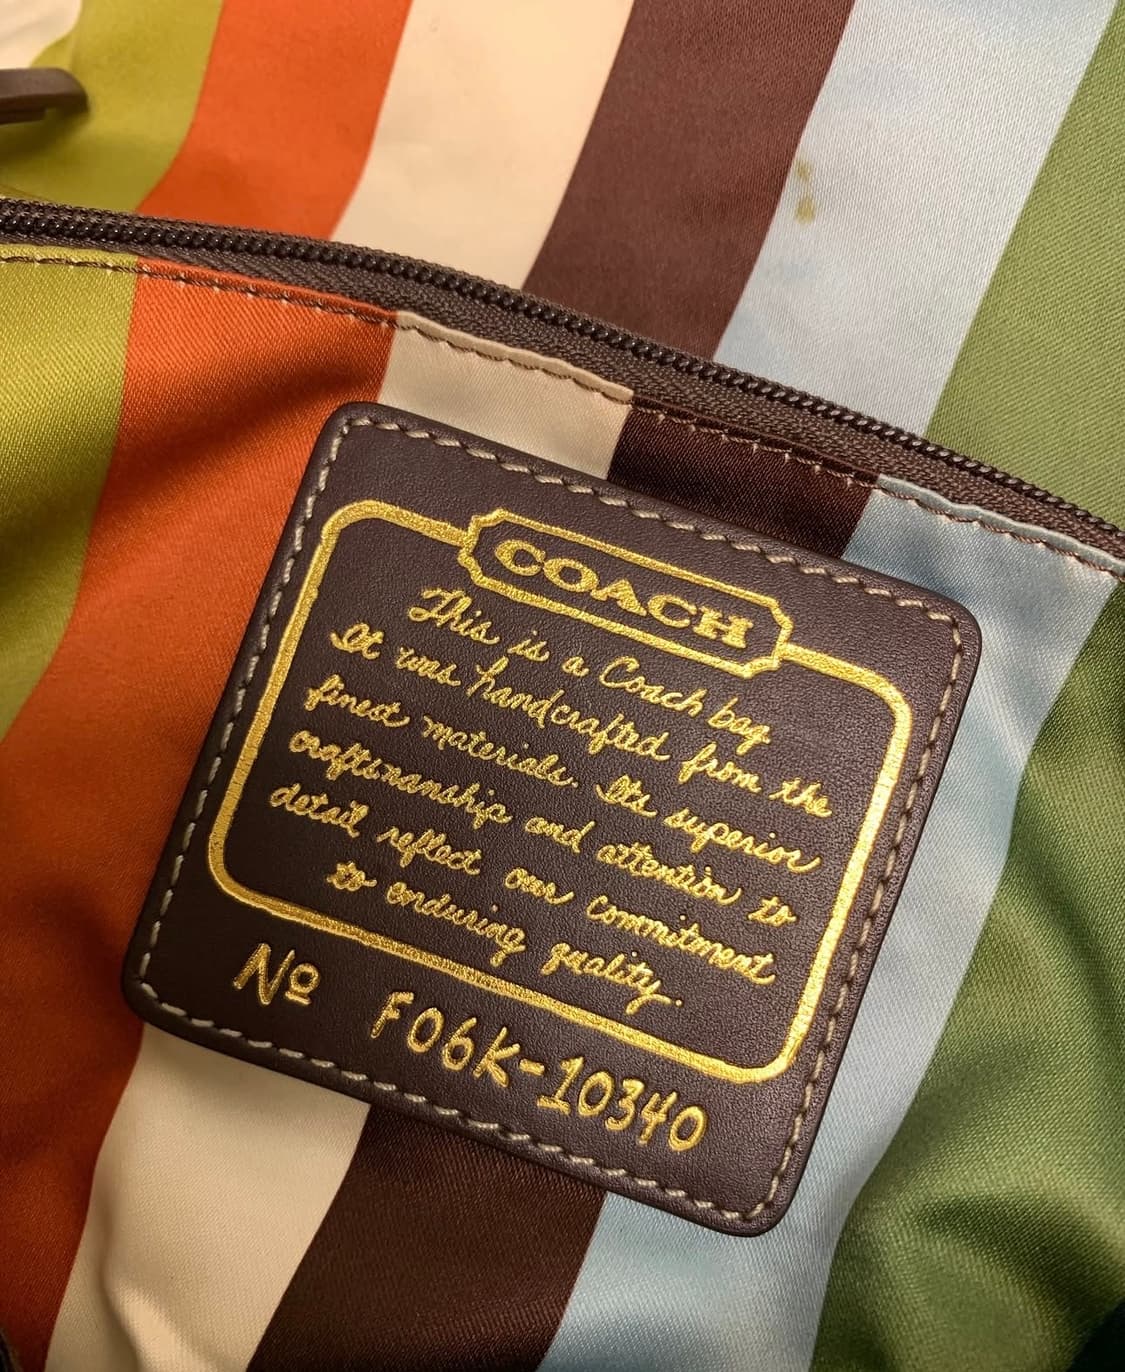 COACH
This is a Coach bag.
It was handcrafted from the
finest materials. Its superior
craftsmanship and attention to
detail reflect our commitment
to enduring quality.
Nº F06K-10340